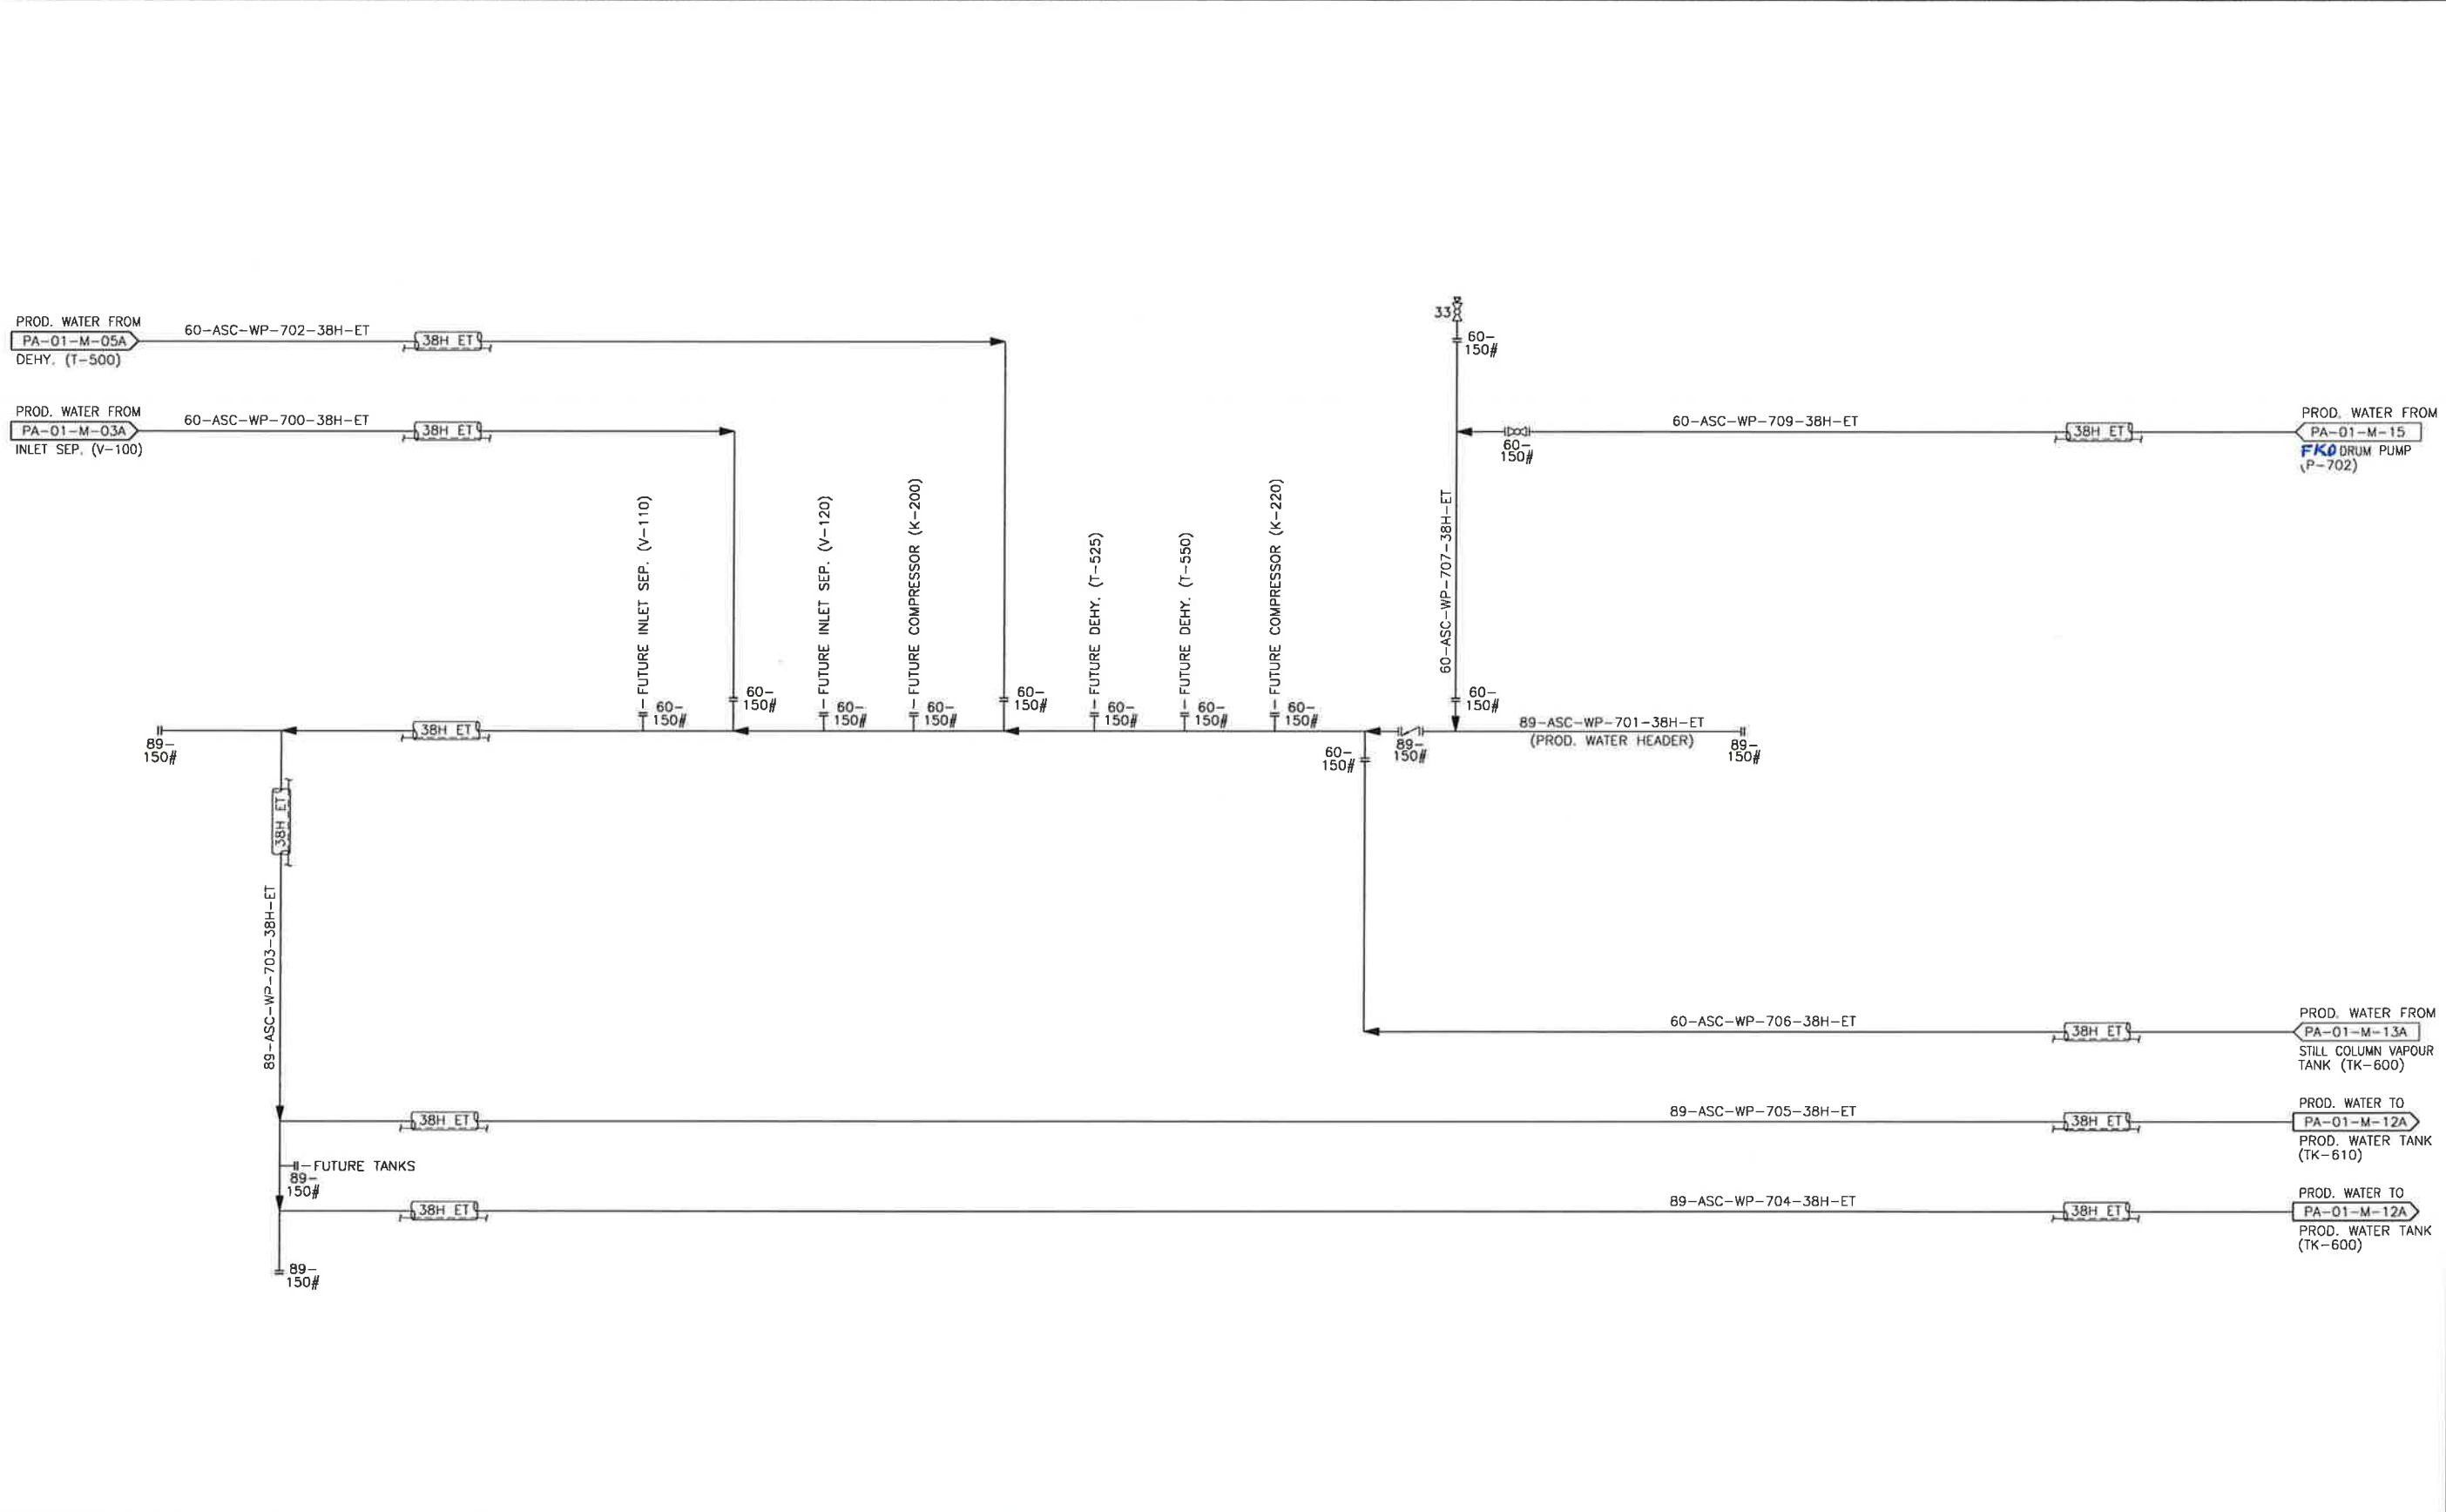 PROD. WATER FROM
PA-01-M-05A
DEHY. (T-500)
60-ASC-WP-702-38H-ET
38H ET
PROD. WATER FROM
PA-01-M-03A
INLET SEP. (V-100)
60-ASC-WP-700-38H-ET
38H ET
33
60-
150#
60-
150#
60-ASC-WP-709-38H-ET
38H ET
PROD. WATER FROM
PA-01-M-15
FKO DRUM PUMP
(P-702)
60-ASC-WP-707-38H-ET
FUTURE INLET SEP. (V-110)
FUTURE INLET SEP. (V-120)
FUTURE COMPRESSOR (K-200)
FUTURE DEHY. (T-525)
FUTURE DEHY. (T-550)
FUTURE COMPRESSOR (K-220)
60-
150#
60-
150#
60-
150#
60-
150#
60-
150#
60-
150#
60-
150#
60-
150#
60-
150#
89-
150#
38H ET
60-
150#
89-
150#
89-ASC-WP-701-38H-ET
(PROD. WATER HEADER)
89-
150#
38H ET
89-ASC-WP-703-38H-ET
60-ASC-WP-706-38H-ET
38H ET
PROD. WATER FROM
PA-01-M-13A
STILL COLUMN VAPOUR
TANK (TK-600)
38H ET
89-ASC-WP-705-38H-ET
38H ET
PROD. WATER TO
PA-01-M-12A
PROD. WATER TANK
(TK-610)
FUTURE TANKS
89-
150#
38H ET
89-ASC-WP-704-38H-ET
38H ET
PROD. WATER TO
PA-01-M-12A
PROD. WATER TANK
(TK-600)
89-
150#